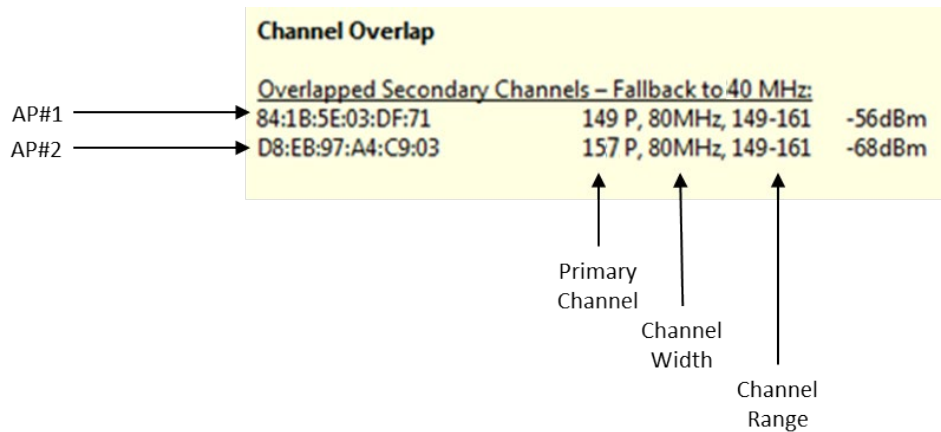 Channel Overlap
Overlapped Secondary Channels – Fallback to 40 MHz:
AP#1
84:1B:5E:03:DF:71 149 P, 80MHz, 149-161 -56dBm
AP#2
D8:EB:97:A4:C9:03 157 P, 80MHz, 149-161 -68dBm
Primary
Channel
Channel
Width
Channel
Range